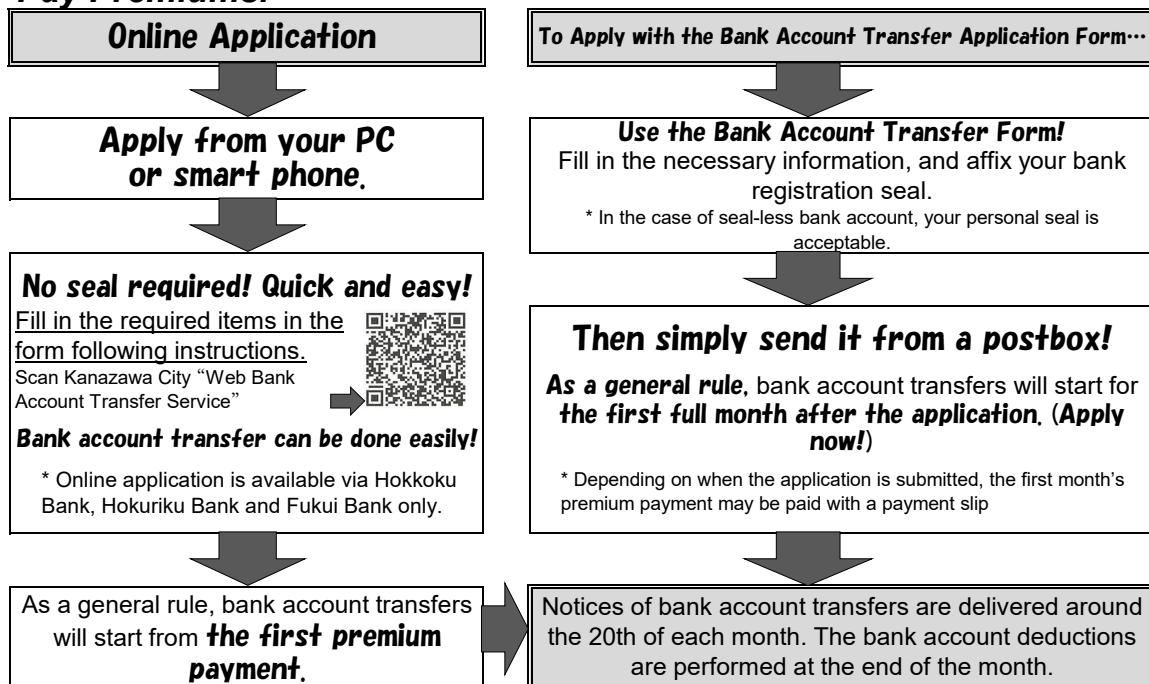 Pay Premiums!
Online Application
Apply from your PC
or smart phone.
No seal required! Quick and easy!
Fill in the required items in the
form following instructions.
Scan Kanazawa City “Web Bank
Account Transfer Service”
Bank account transfer can be done easily!
* Online application is available via Hokkoku
Bank, Hokuriku Bank and Fukui Bank only.
As a general rule, bank account transfers
will start from the first premium
payment.
To Apply with the Bank Account Transfer Application Form…
Use the Bank Account Transfer Form!
Fill in the necessary information, and affix your bank
registration seal.
* In the case of seal-less bank account, your personal seal is
acceptable.
Then simply send it from a postbox!
As a general rule, bank account transfers will start for
the first full month after the application. (Apply
now!)
* Depending on when the application is submitted, the first month’s
premium payment may be paid with a payment slip
Notices of bank account transfers are delivered around
the 20th of each month. The bank account deductions
are performed at the end of the month.